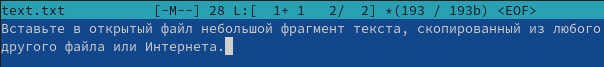 text.txt [-M--] 28 L:[ 1+ 1 2/ 2] *(193 / 193b) <EOF>
Вставьте в открытый файл небольшой фрагмент текста, скопированный из любого
другого файла или Интернета.